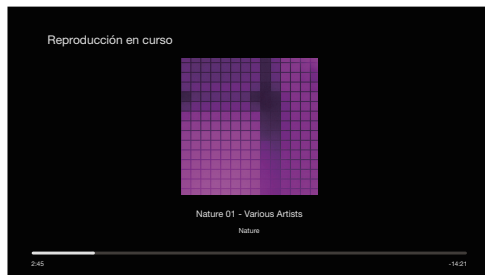 Reproducción en curso
Nature 01 - Various Artists
Nature
2:45
-14:21